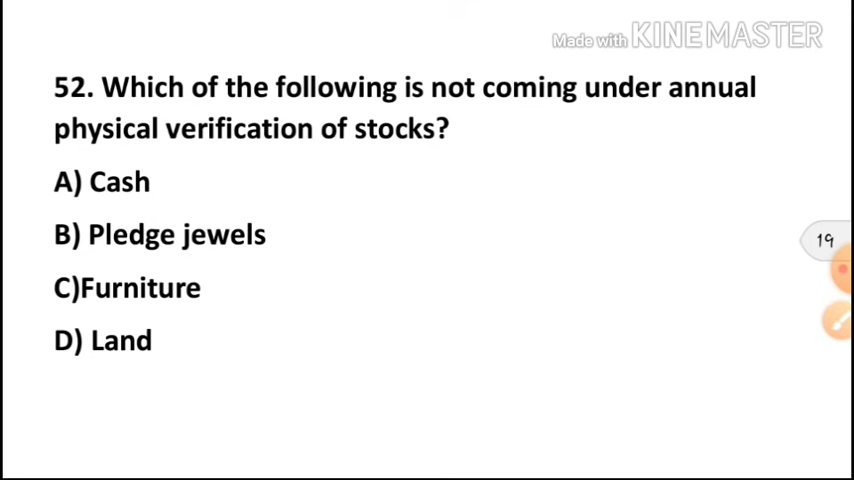 Made with KINEMASTER
52. Which of the following is not coming under annual
physical verification of stocks?
A) Cash
B) Pledge jewels
19
C)Furniture
D) Land